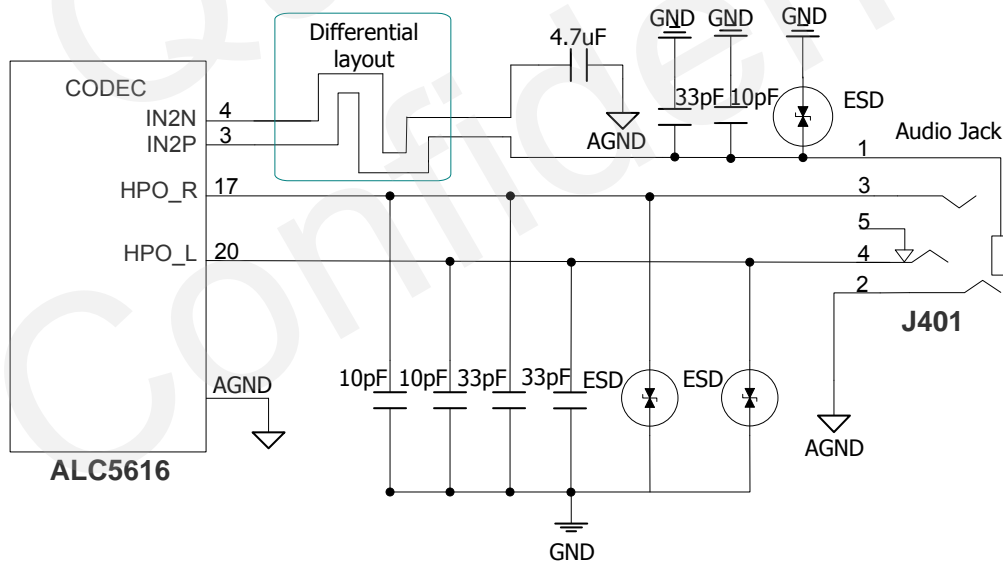 Differential
layout
4.7uF
GND
GND
GND
CODEC
IN2N
4
IN2P
3
AGND
33pF
10pF
ESD
Audio Jack
1
HPO_R
17
3
5
HPO_L
20
4
2
J401
AGND
10pF
10pF
33pF
33pF
ESD
ESD
AGND
ALC5616
GND
Confiden